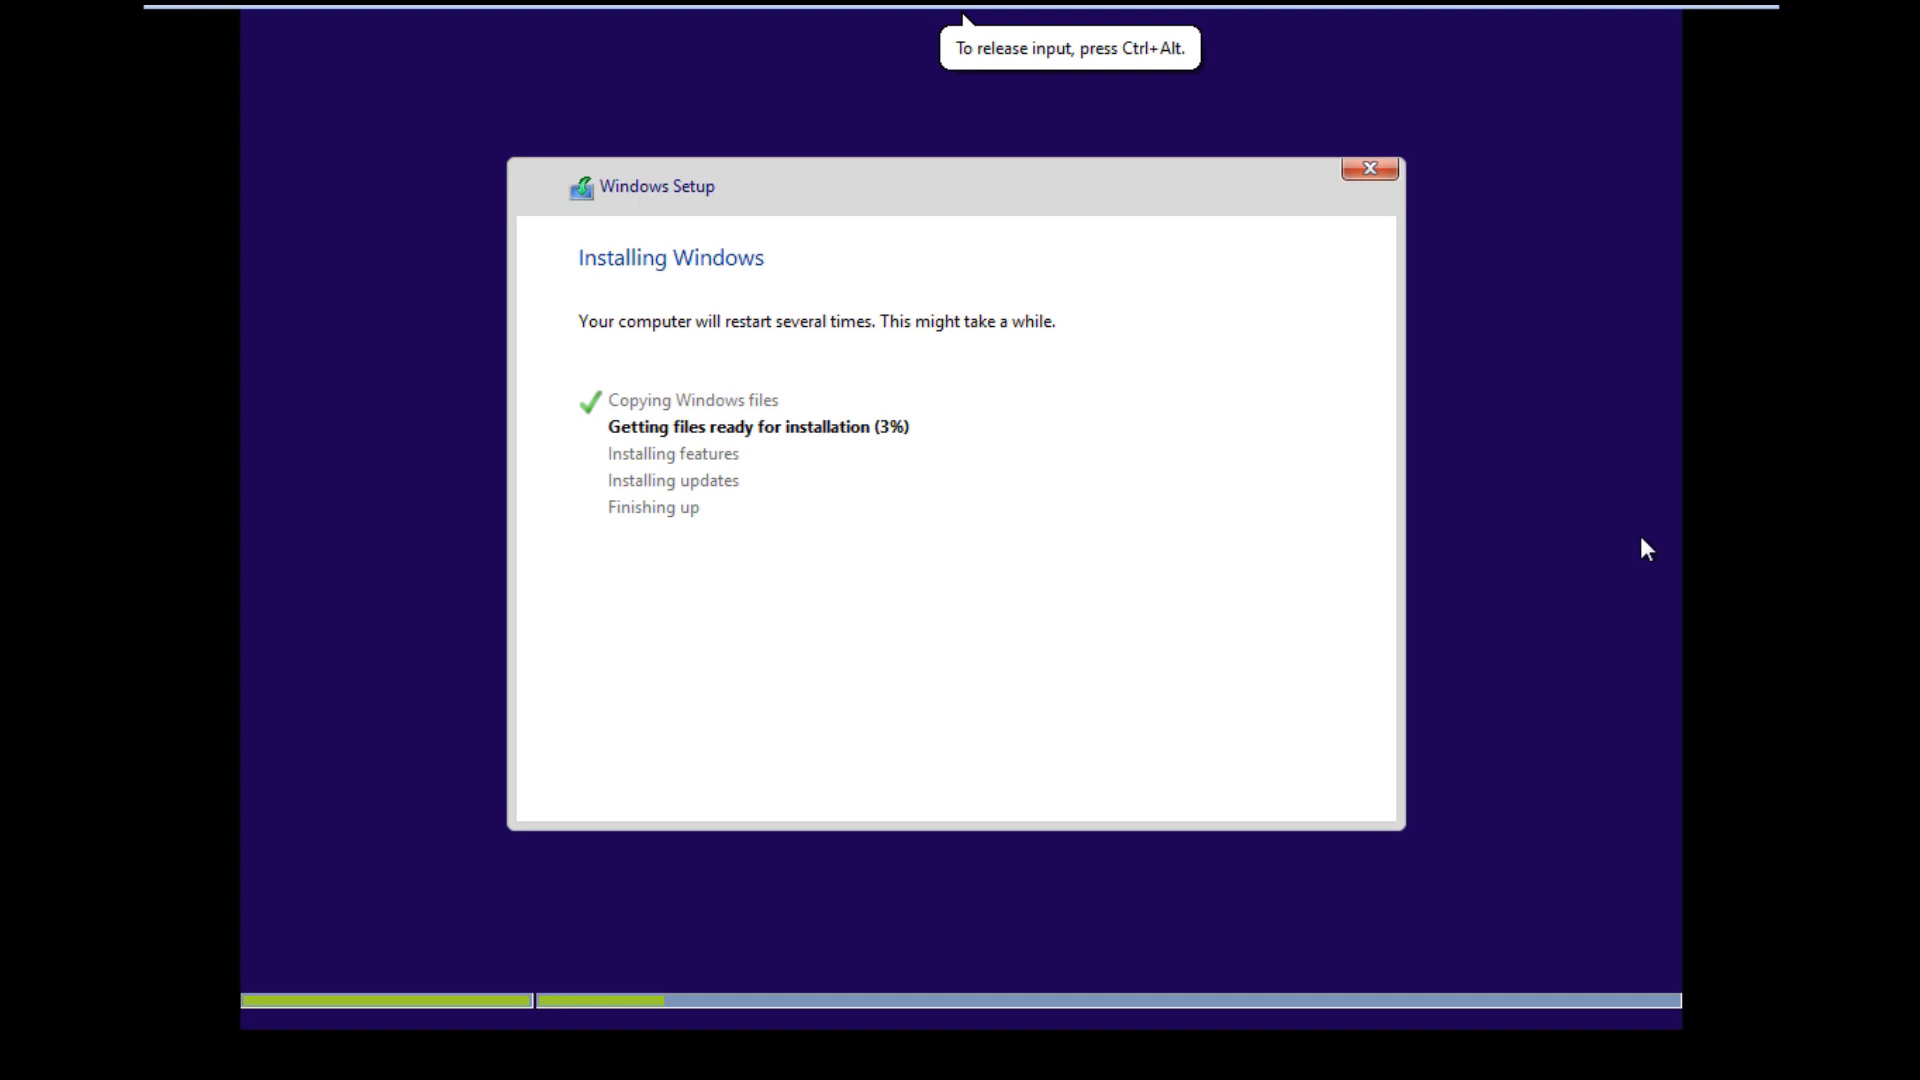 To release input, press Ctrl+Alt.
Windows Setup
Installing Windows
Your computer will restart several times. This might take a while.
Copying Windows files
Getting files ready for installation (3%)
Installing features
Installing updates
Finishing up